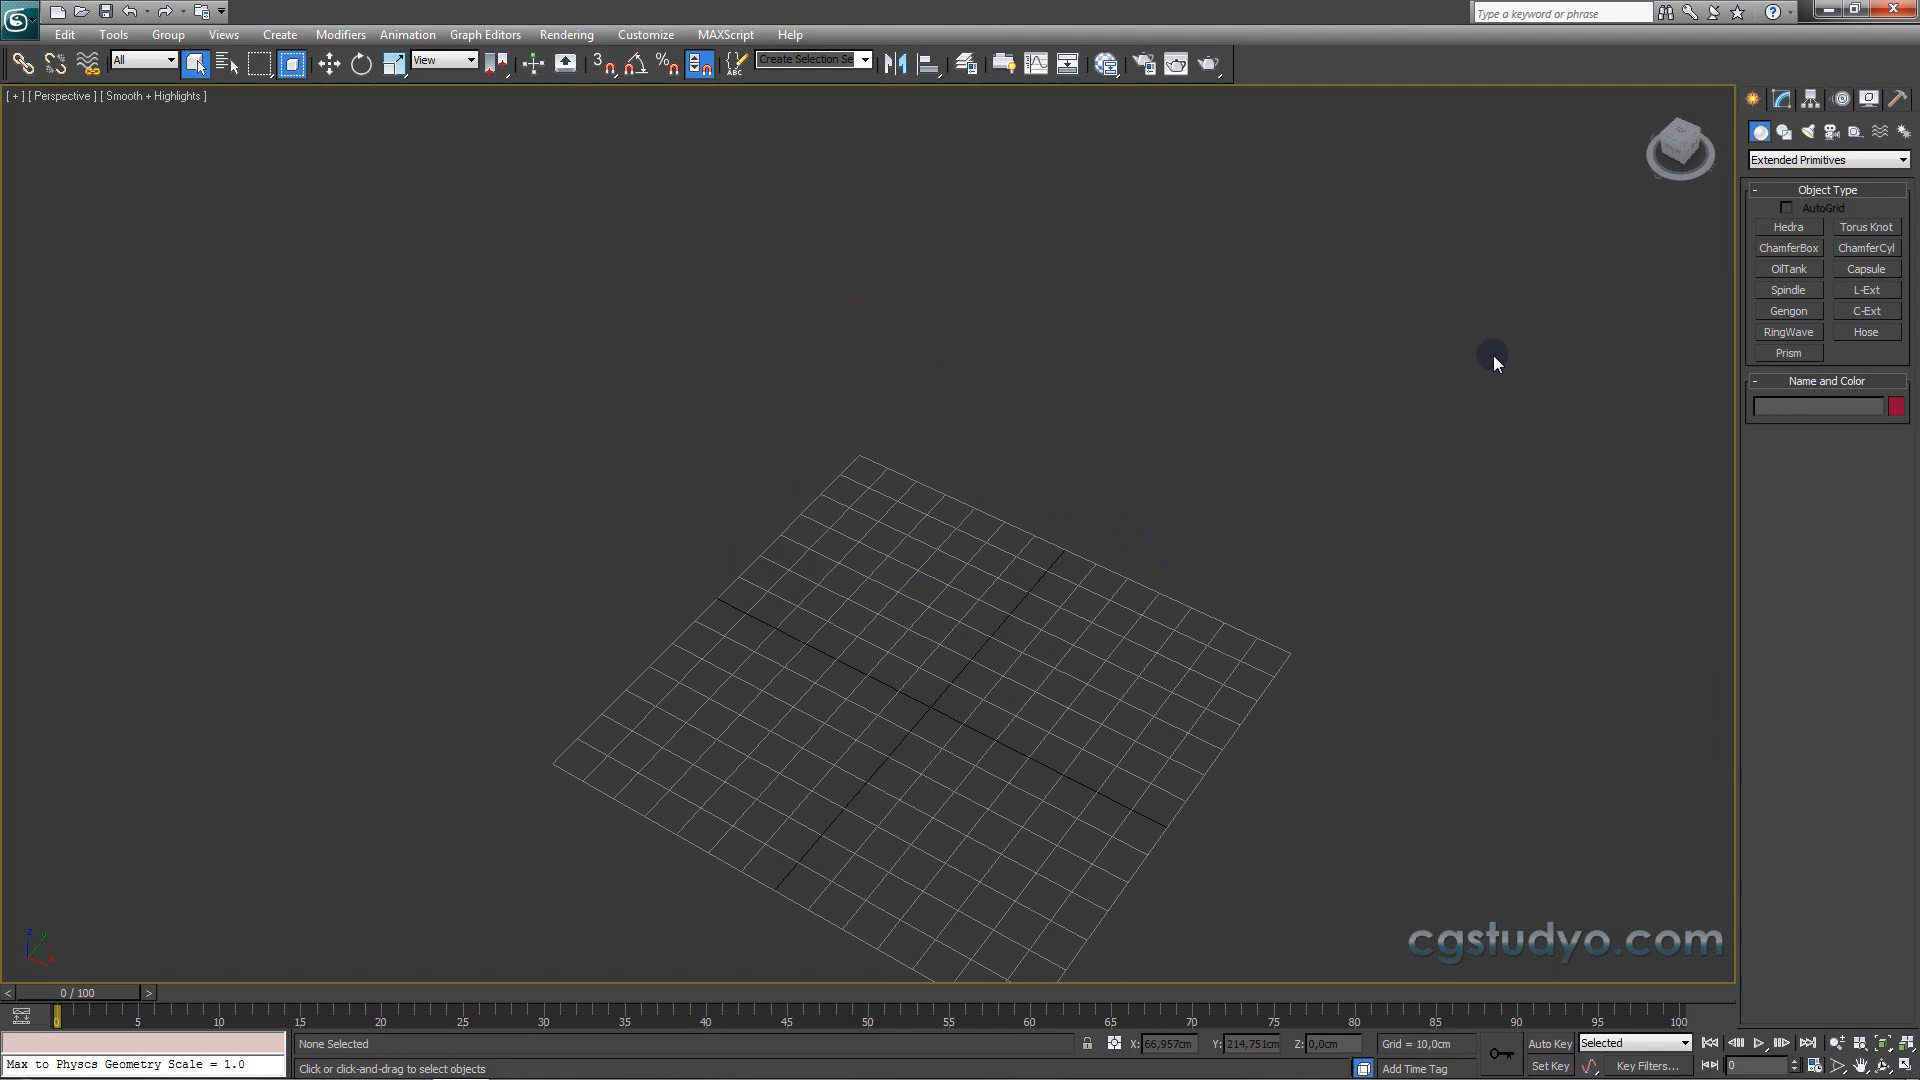 Type a keyword or phrase
Edit Tools Group Views Create Modifiers Animation Graph Editors Rendering Customize MAXScript Help
All View 3 % ABC Create Selection Se
[ + ] [ Perspective ] [ Smooth + Highlights ]
Extended Primitives
- Object Type
AutoGrid
Hedra Torus Knot
ChamferBox ChamferCyl
OilTank Capsule
Spindle L-Ext
Gengon C-Ext
RingWave Hose
Prism
- Name and Color
z y x
cgstudyo.com
< 0 / 100 >
0 5 10 15 20 25 30 35 40 45 50 55 60 65 70 75 80 85 90 95 100
None Selected X: 66,957cm Y: 214,751cm Z: 0,0cm Grid = 10,0cm Auto Key Selected
Max to Physcs Geometry Scale = 1.0 Click or click-and-drag to select objects Add Time Tag Set Key Key Filters... 0